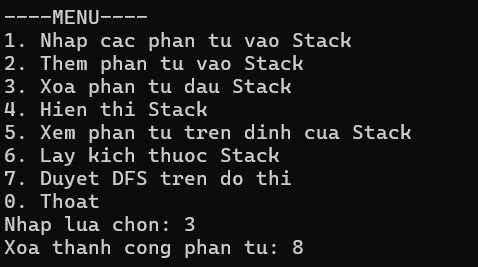 ----MENU----
1. Nhap cac phan tu vao Stack
2. Them phan tu vao Stack
3. Xoa phan tu dau Stack
4. Hien thi Stack
5. Xem phan tu tren dinh cua Stack
6. Lay kich thuoc Stack
7. Duyet DFS tren do thi
0. Thoat
Nhap lua chon: 3
Xoa thanh cong phan tu: 8